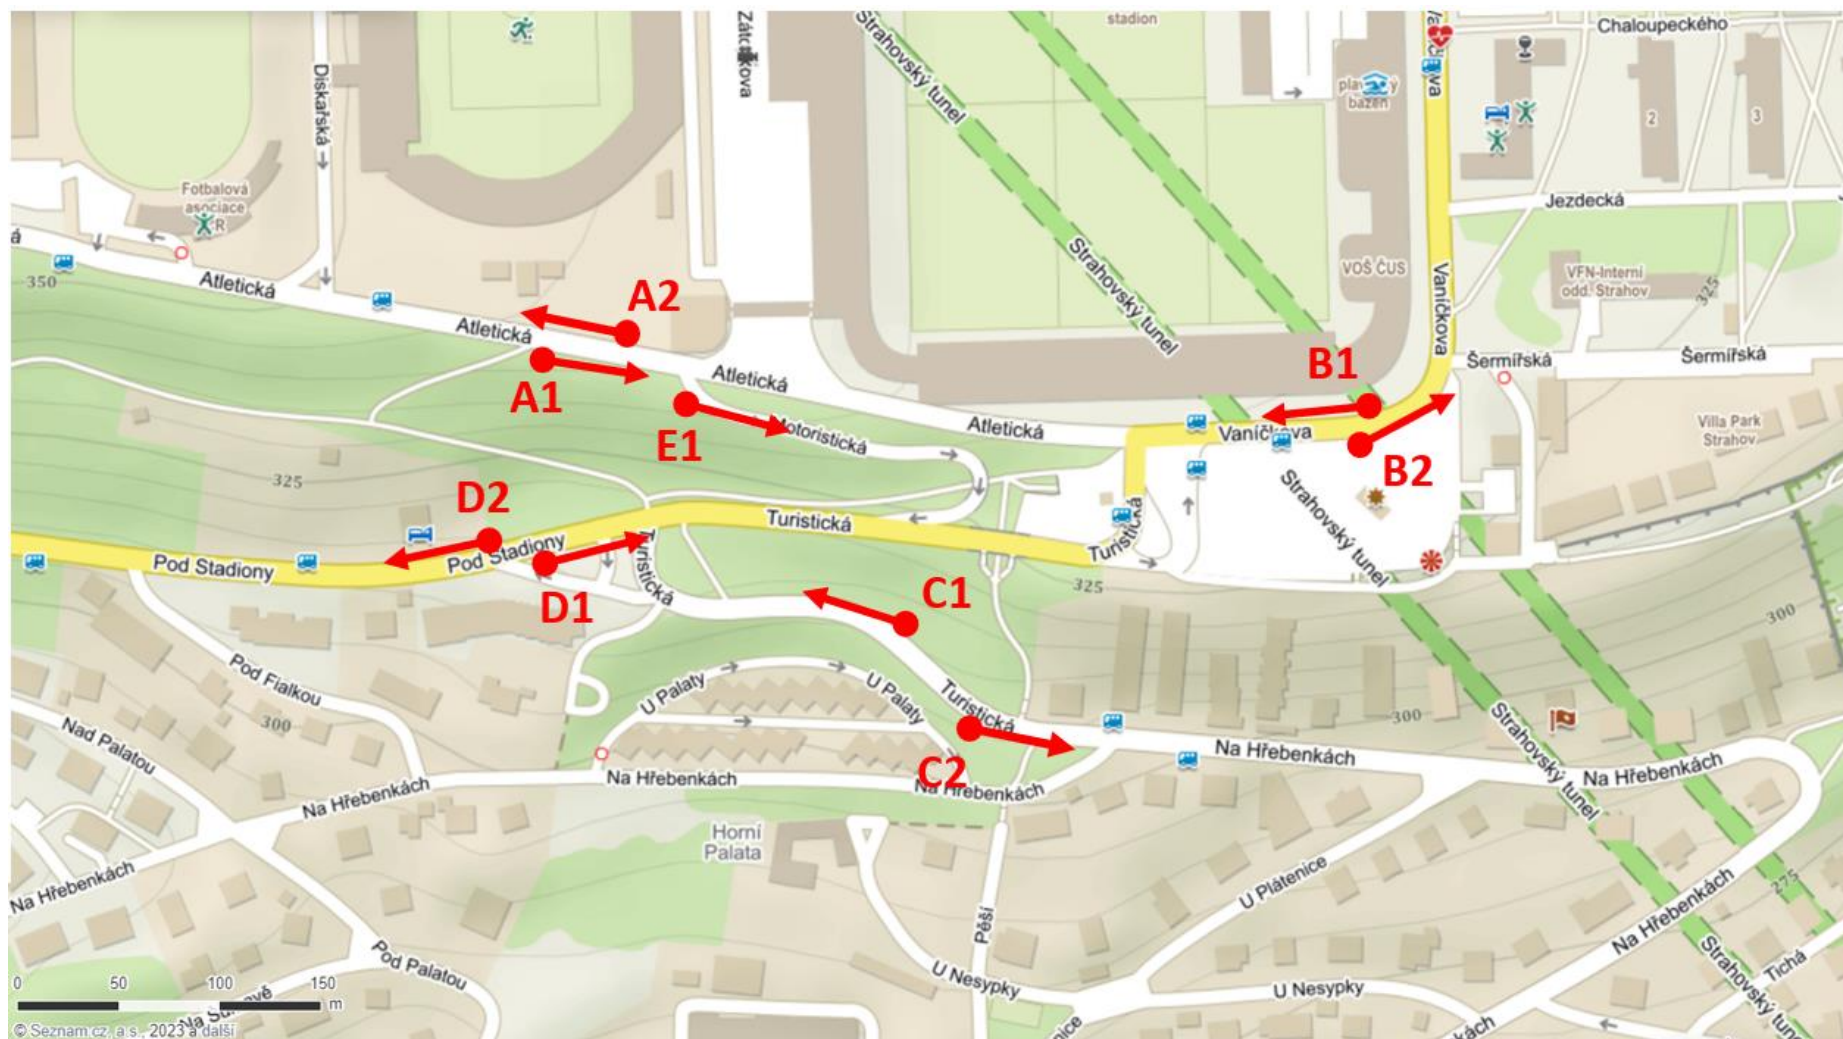 stadion
Chaloupeckého
Strahovský tunel
Diskařská
plavecký
bazén
2
3
Fotbalová
asociace
R
Jezdecká
350
Atletická
A2
Strahovský tunel
VOŠ ČUS
Vaníčkova
VFN-Interní
odd. Strahov
325
Atletická
Atletická
A1
B1
Šermířská
Šermířská
E1
Motoristická
Atletická
Vaníčkova
B2
Villa Park
Strahov
325
D2
Turistická
Strahovský tunel
Pod Stadiony
Pod Stadiony
Turistická
Turistická
D1
C1
325
300
Pod Fialkou
U Palaty
U Palaty
Turistická
300
Strahovský tunel
Nad Palatou
300
C2
Na Hřebenkách
Na Hřebenkách
Na Hřebenkách
Na Hřebenkách
Na Hřebenkách
Horní
Palata
Na Hřebenkách
U Plátenice
275
Pěší
Na Hřebenkách
Pod Palatou
U Nesypky
U Nesypky
Strahovský tunel
Tichá
0 50 100 150
m
© Seznam.cz, a.s., 2023 a další